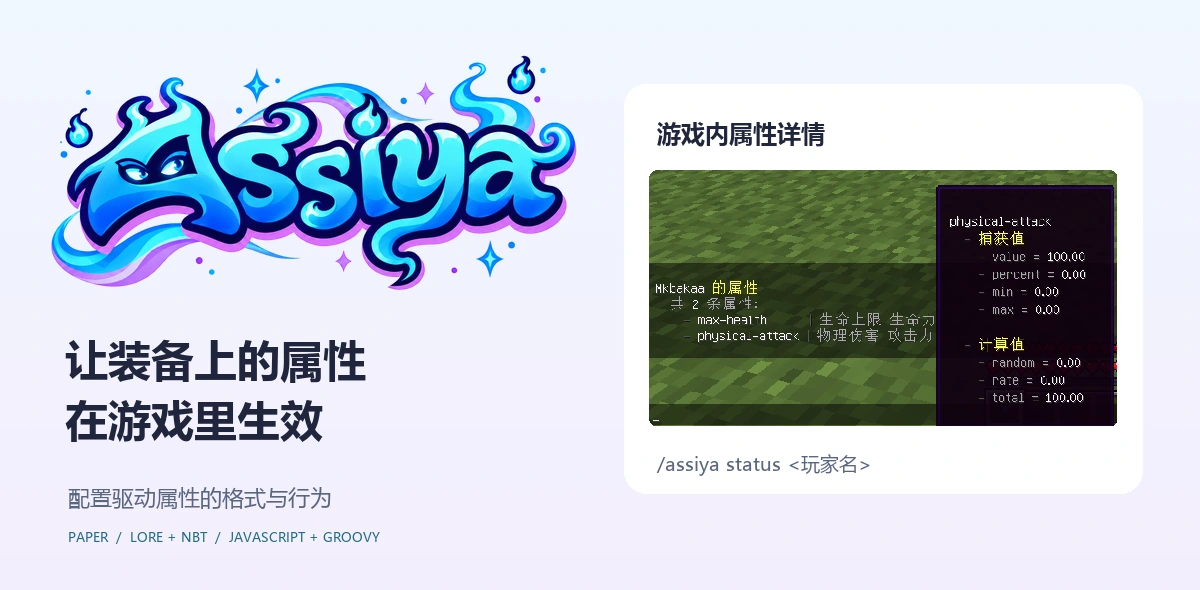 Assiya
让装备上的属性
在游戏里生效
配置驱动属性的格式与行为
PAPER / LORE + NBT / JAVASCRIPT + GROOVY
游戏内属性详情
的属性
共 2 条属性:
- max-health | 生命上限 生命力
- physical-attack | 物理伤害 攻击力
physical-attack
- 捕获值
value = 100.00
- percent = 0.00
- min = 0.00
- max = 0.00
- 计算值
- random = 0.00
- rate = 0.00
- total = 100.00
/assiya status <玩家名>